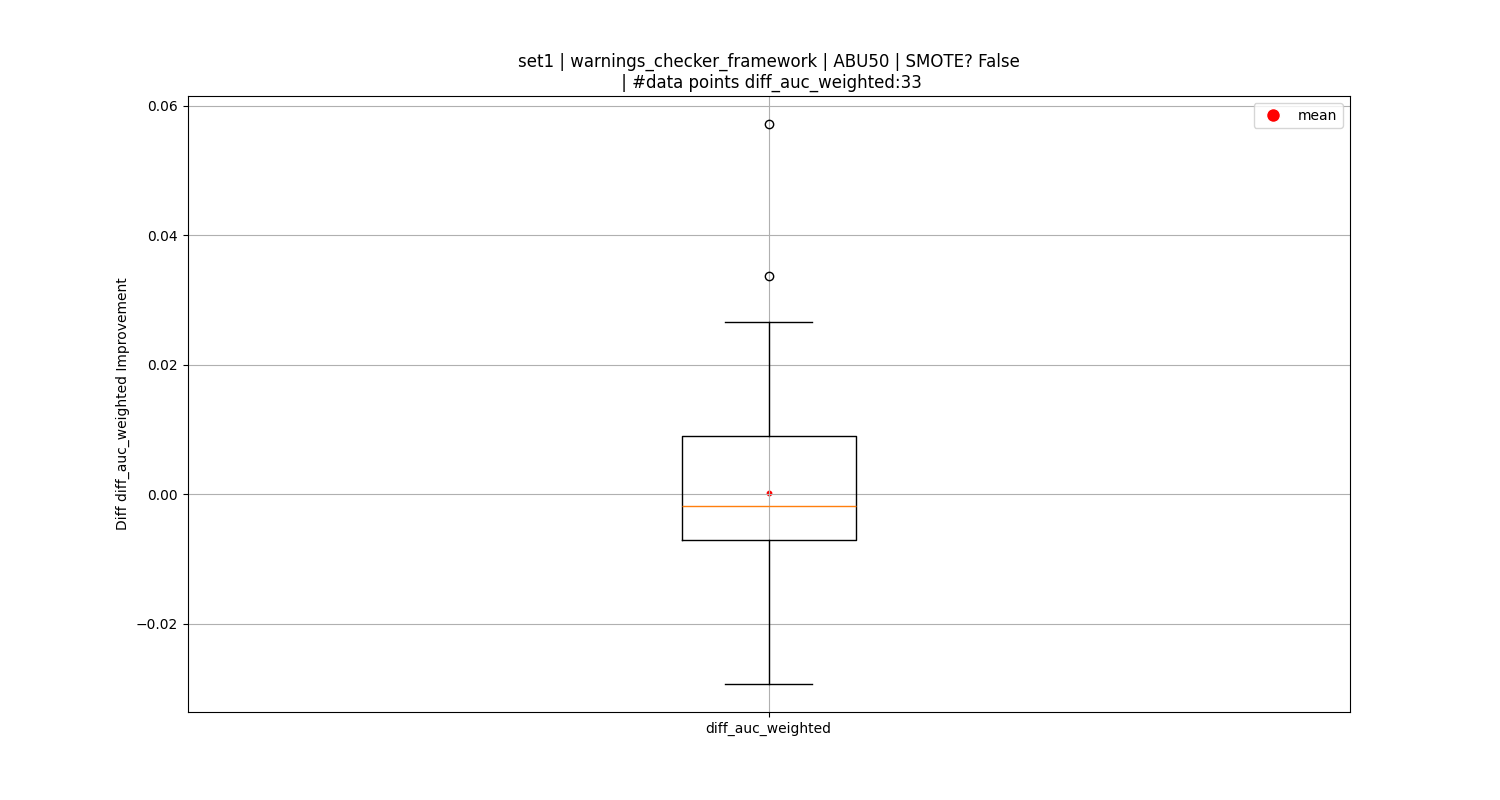 set1 | warnings_checker_framework | ABU50 | SMOTE? False
| #data points diff_auc_weighted:33
mean
0.06
0.04
0.02
0.00
−0.02
Diff diff_auc_weighted Improvement
diff_auc_weighted